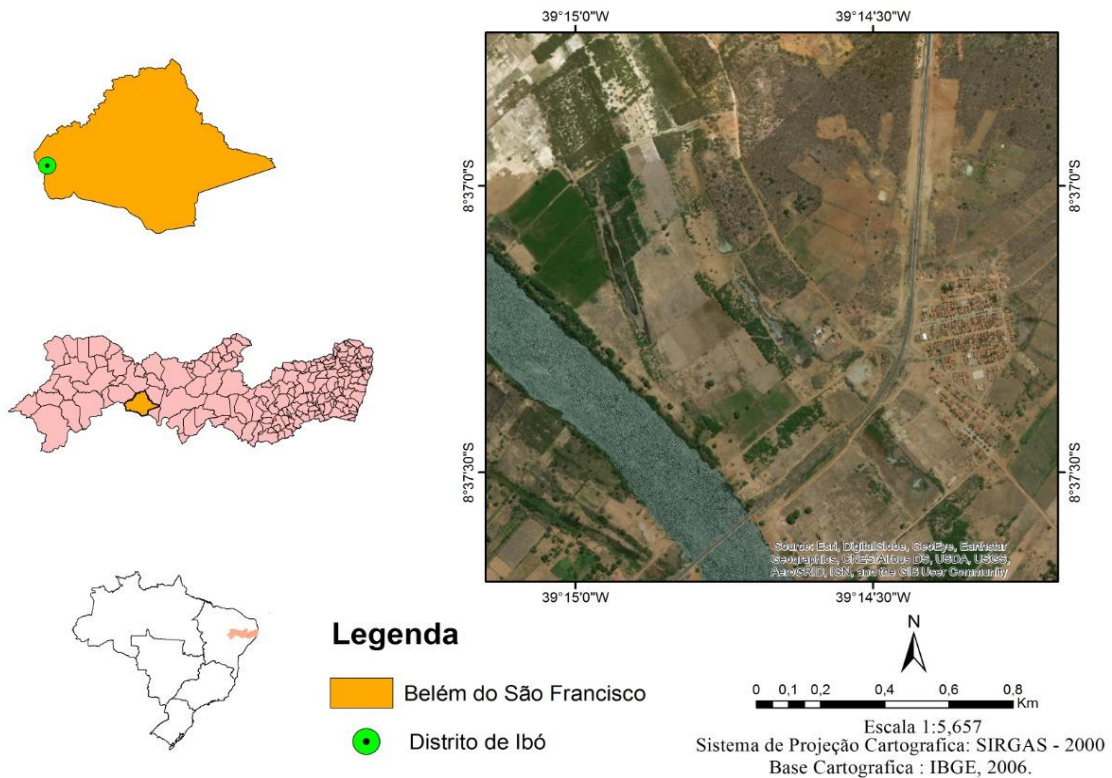 39°15'0"W
39°14'30"W
8°37'0"S
8°37'0"S
8°37'30"S
8°37'30"S
Source: Esri, DigitalGlobe, GeoEye, Earthstar
Geographics, CNES/Airbus DS, USDA, USGS,
AeroGRID, IGN, and the GIS User Community
39°15'0"W
39°14'30"W
Legenda
Belém do São Francisco
Distrito de Ibó
N
0 0,1 0,2 0,4 0,6 0,8
Km
Escala 1:5,657
Sistema de Projeção Cartografica: SIRGAS - 2000
Base Cartografica : IBGE, 2006.